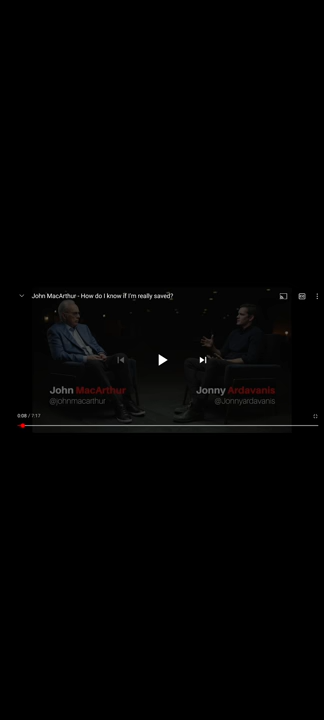 John MacArthur - How do I know if I'm really saved?
John MacArthur
@johnmacarthur
Jonny Ardavanis
@Jonnyardavanis
0:08 / 7:17